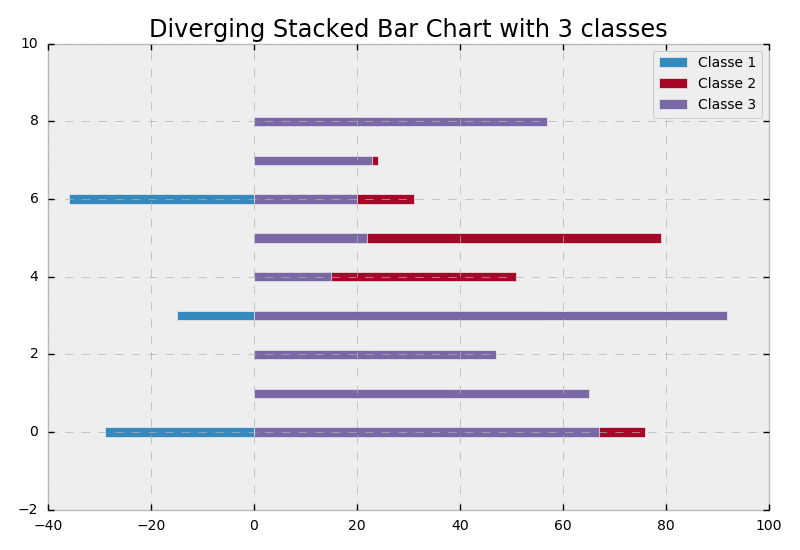 Diverging Stacked Bar Chart with 3 classes
Classe 1
Classe 2
Classe 3
10
8
6
4
2
0
−2
−40 −20 0 20 40 60 80 100